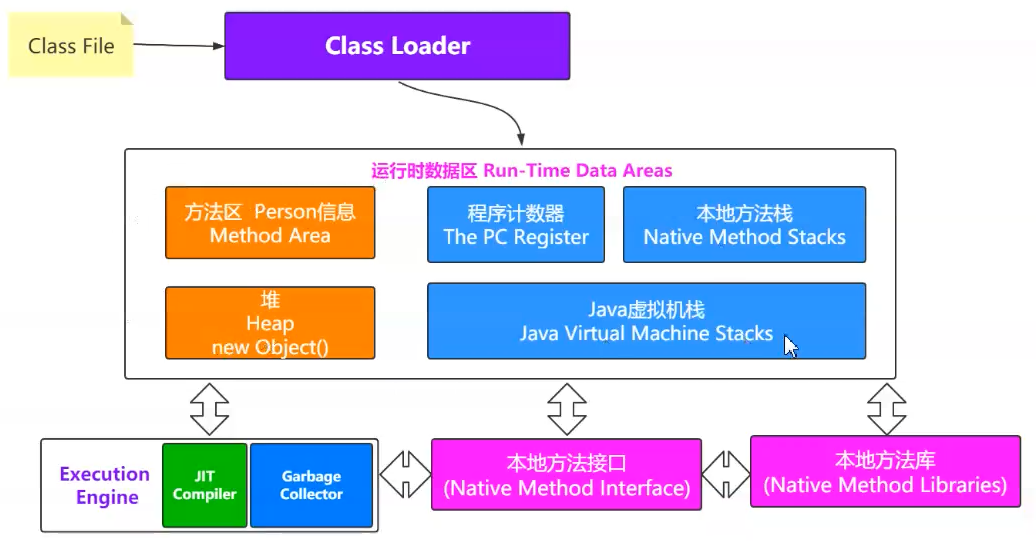 Class File
Class Loader
运行时数据区 Run-Time Data Areas
方法区 Person信息
Method Area
程序计数器
The PC Register
本地方法栈
Native Method Stacks
堆
Heap
new Object()
Java虚拟机栈
Java Virtual Machine Stacks
Execution
Engine
JIT
Compiler
Garbage
Collector
本地方法接口
(Native Method Interface)
本地方法库
(Native Method Libraries)